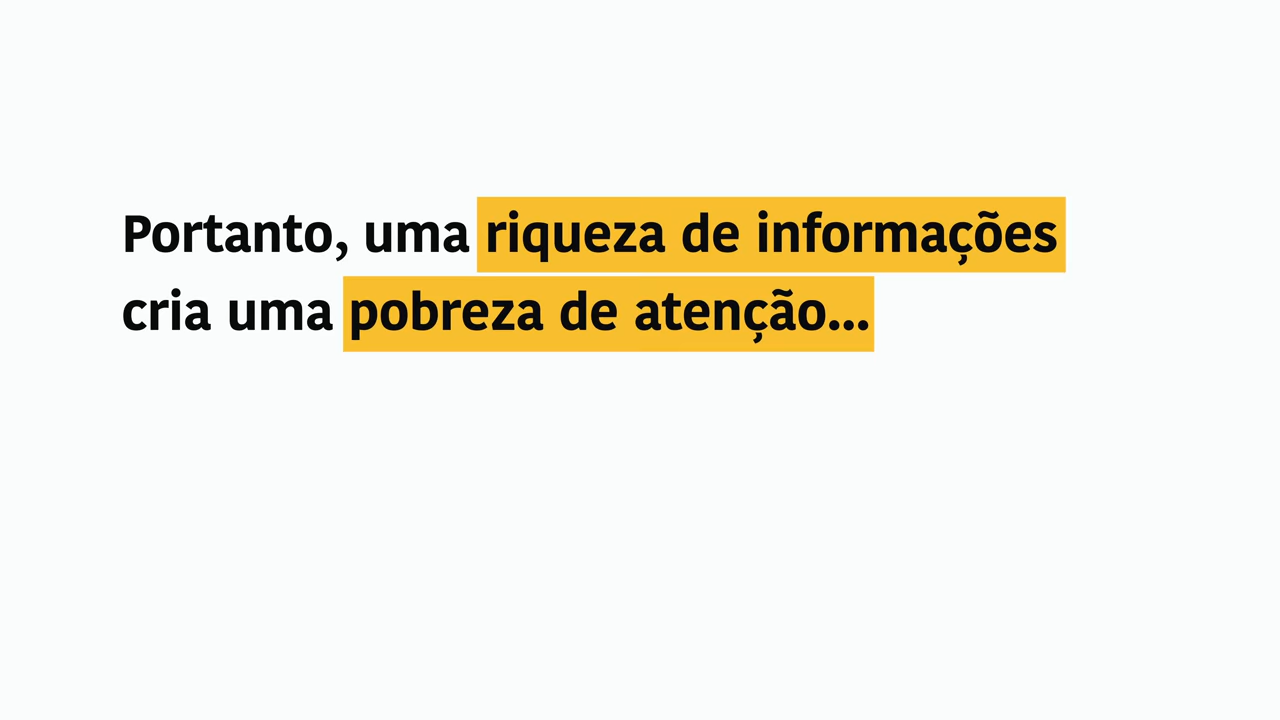 Portanto, uma riqueza de informações
cria uma pobreza de atenção...